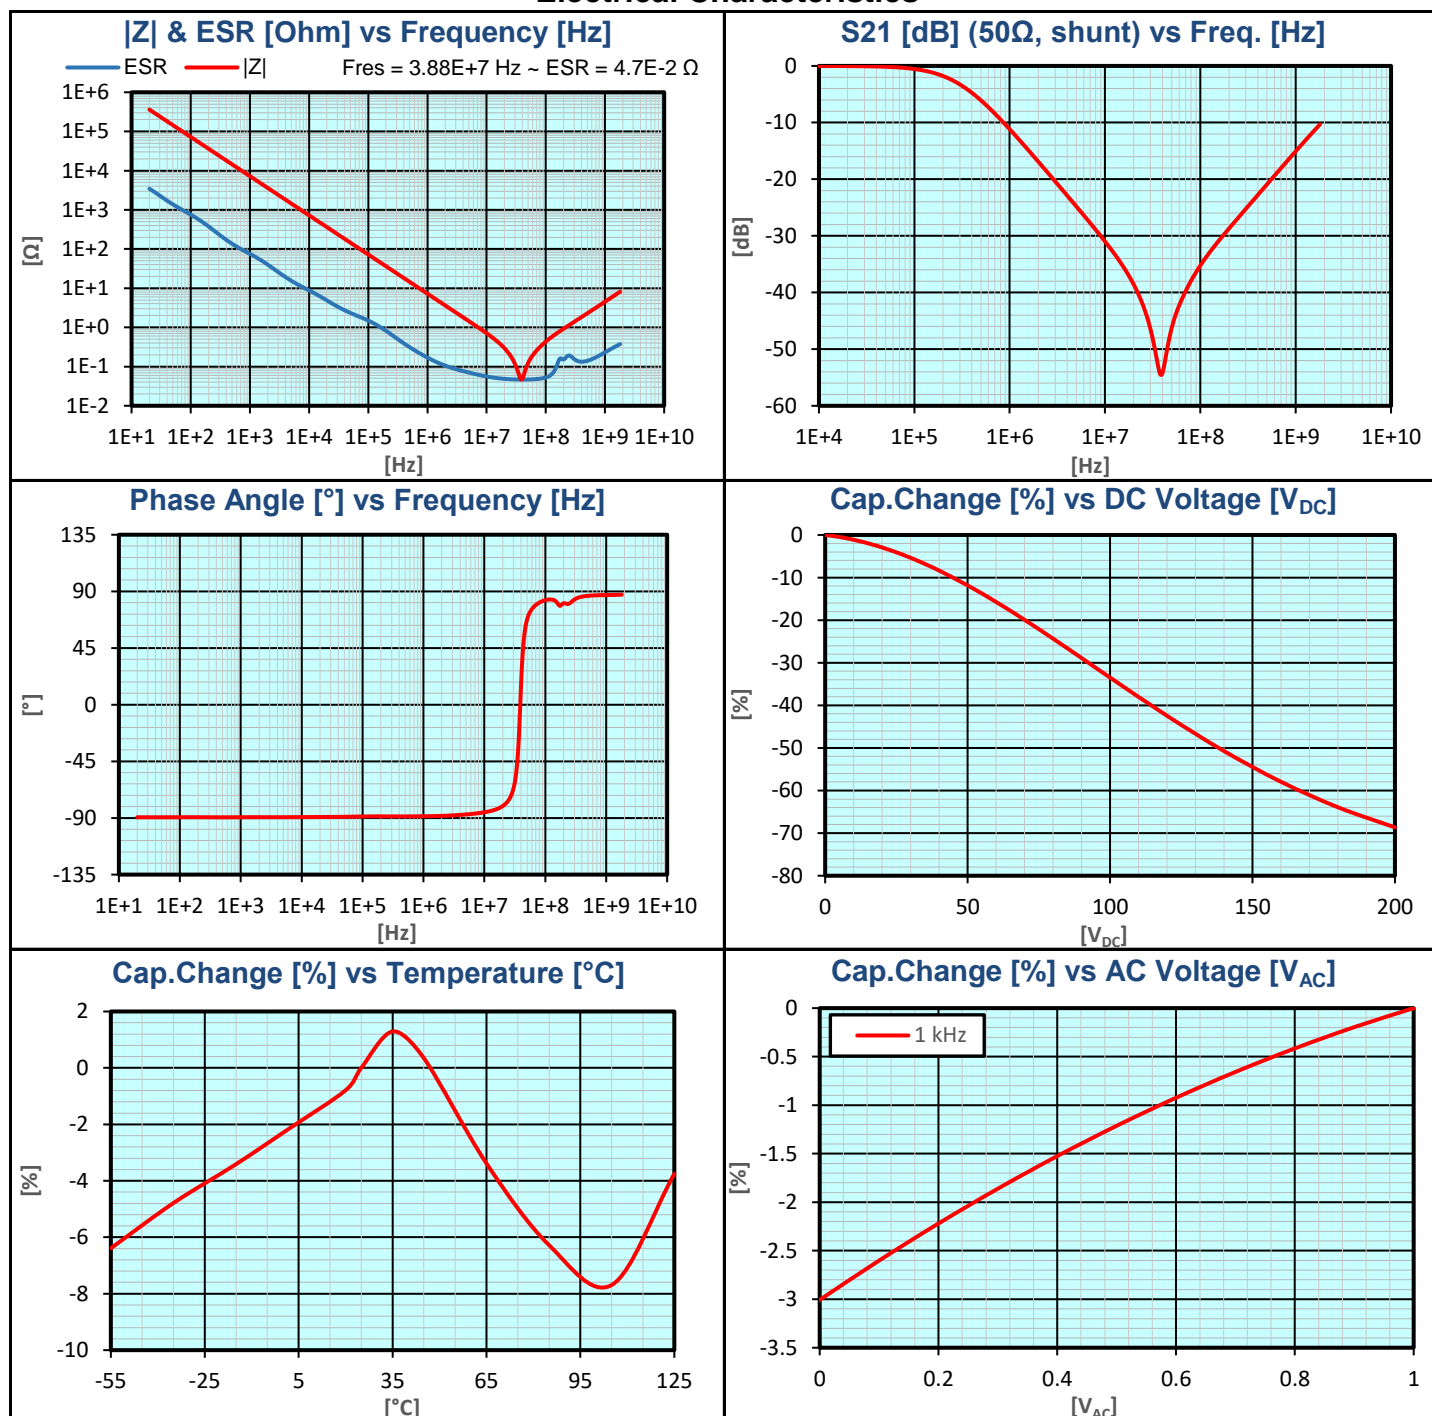 |Z| & ESR [Ohm] vs Frequency [Hz]
ESR |Z| Fres = 3.88E+7 Hz ~ ESR = 4.7E-2 Ω
1E+6
1E+5
1E+4
1E+3
1E+2
1E+1
1E+0
1E-1
1E-2
[Ω]
1E+1 1E+2 1E+3 1E+4 1E+5 1E+6 1E+7 1E+8 1E+9 1E+10
[Hz]
S21 [dB] (50Ω, shunt) vs Freq. [Hz]
0
-10
-20
-30
-40
-50
-60
[dB]
1E+4 1E+5 1E+6 1E+7 1E+8 1E+9 1E+10
[Hz]
Phase Angle [°] vs Frequency [Hz]
135
90
45
0
-45
-90
-135
[°]
1E+1 1E+2 1E+3 1E+4 1E+5 1E+6 1E+7 1E+8 1E+9 1E+10
[Hz]
Cap.Change [%] vs DC Voltage [VDC]
0
-10
-20
-30
-40
-50
-60
-70
-80
[%]
0 50 100 150 200
[VDC]
Cap.Change [%] vs Temperature [°C]
2
0
-2
-4
-6
-8
-10
[%]
-55 -25 5 35 65 95 125
[°C]
Cap.Change [%] vs AC Voltage [VAC]
1 kHz
0
-0.5
-1
-1.5
-2
-2.5
-3
-3.5
[%]
0 0.2 0.4 0.6 0.8 1
[VAC]